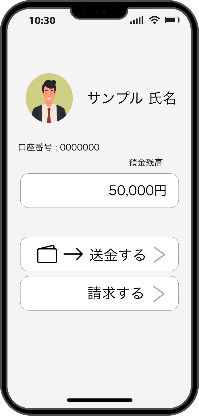 10:30
サンプル 氏名
口座番号 : 0000000
預金残高
50,000円
送金する
請求する